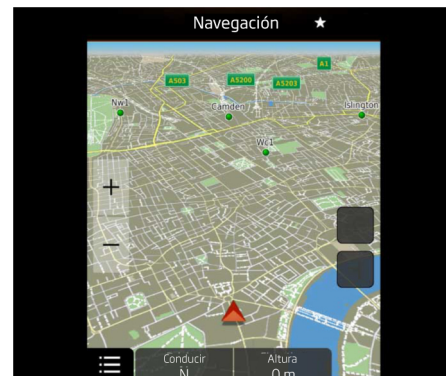 Navegación
A1
A503
A5200
A5203
Nw1
Camden
Islington
Wc1
+
−
Conducir
Altura
N
0 m